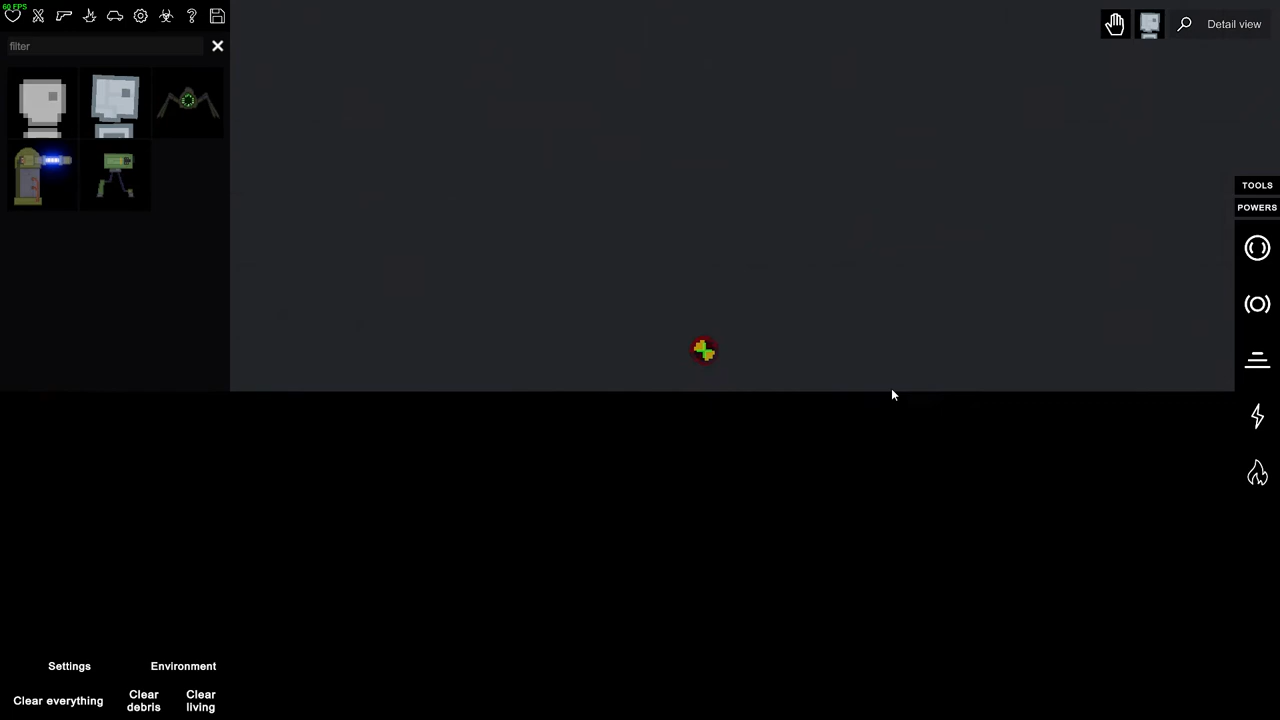 60 FPS
filter
Detail view
TOOLS
POWERS
Settings
Environment
Clear everything
Clear
debris
Clear
living